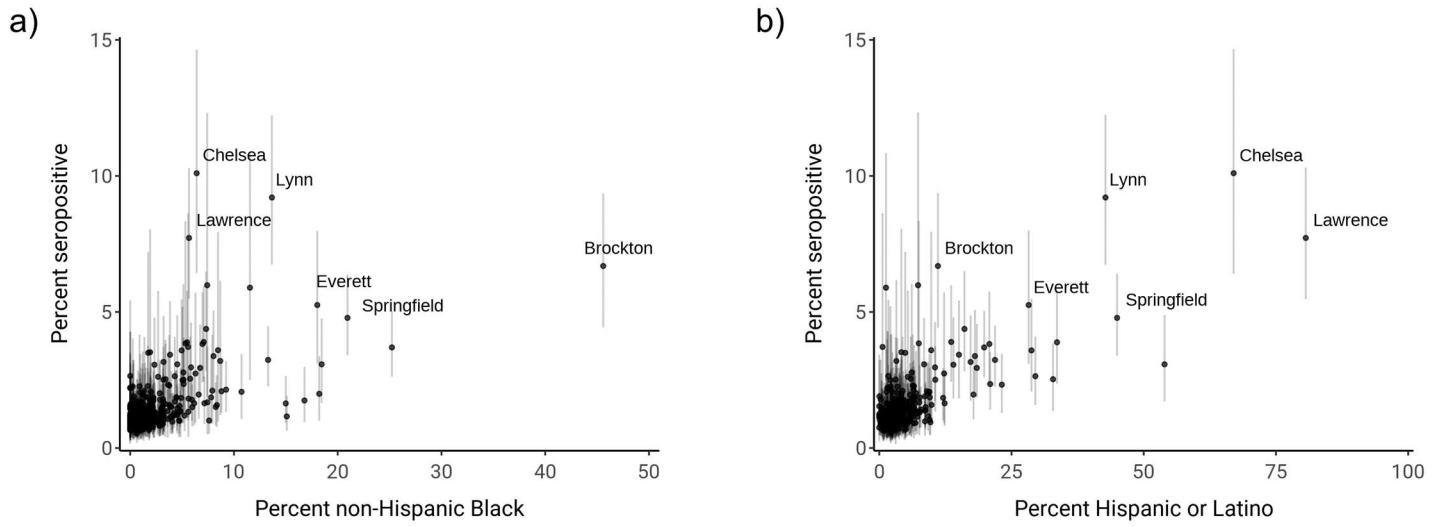 a)
15
10
5
0
Percent seropositive
Chelsea
Lynn
Lawrence
Brockton
Everett
Springfield
0 10 20 30 40 50
Percent non-Hispanic Black
b)
15
10
5
0
Percent seropositive
Chelsea
Lynn
Lawrence
Brockton
Everett
Springfield
0 25 50 75 100
Percent Hispanic or Latino